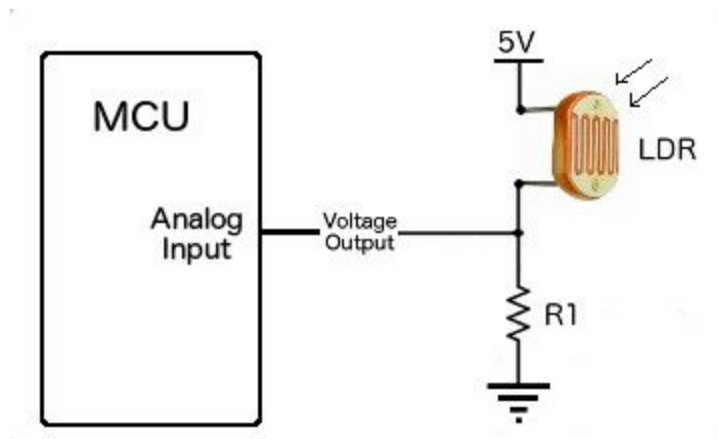 5V
MCU
LDR
Analog
Input
Voltage
Output
R1